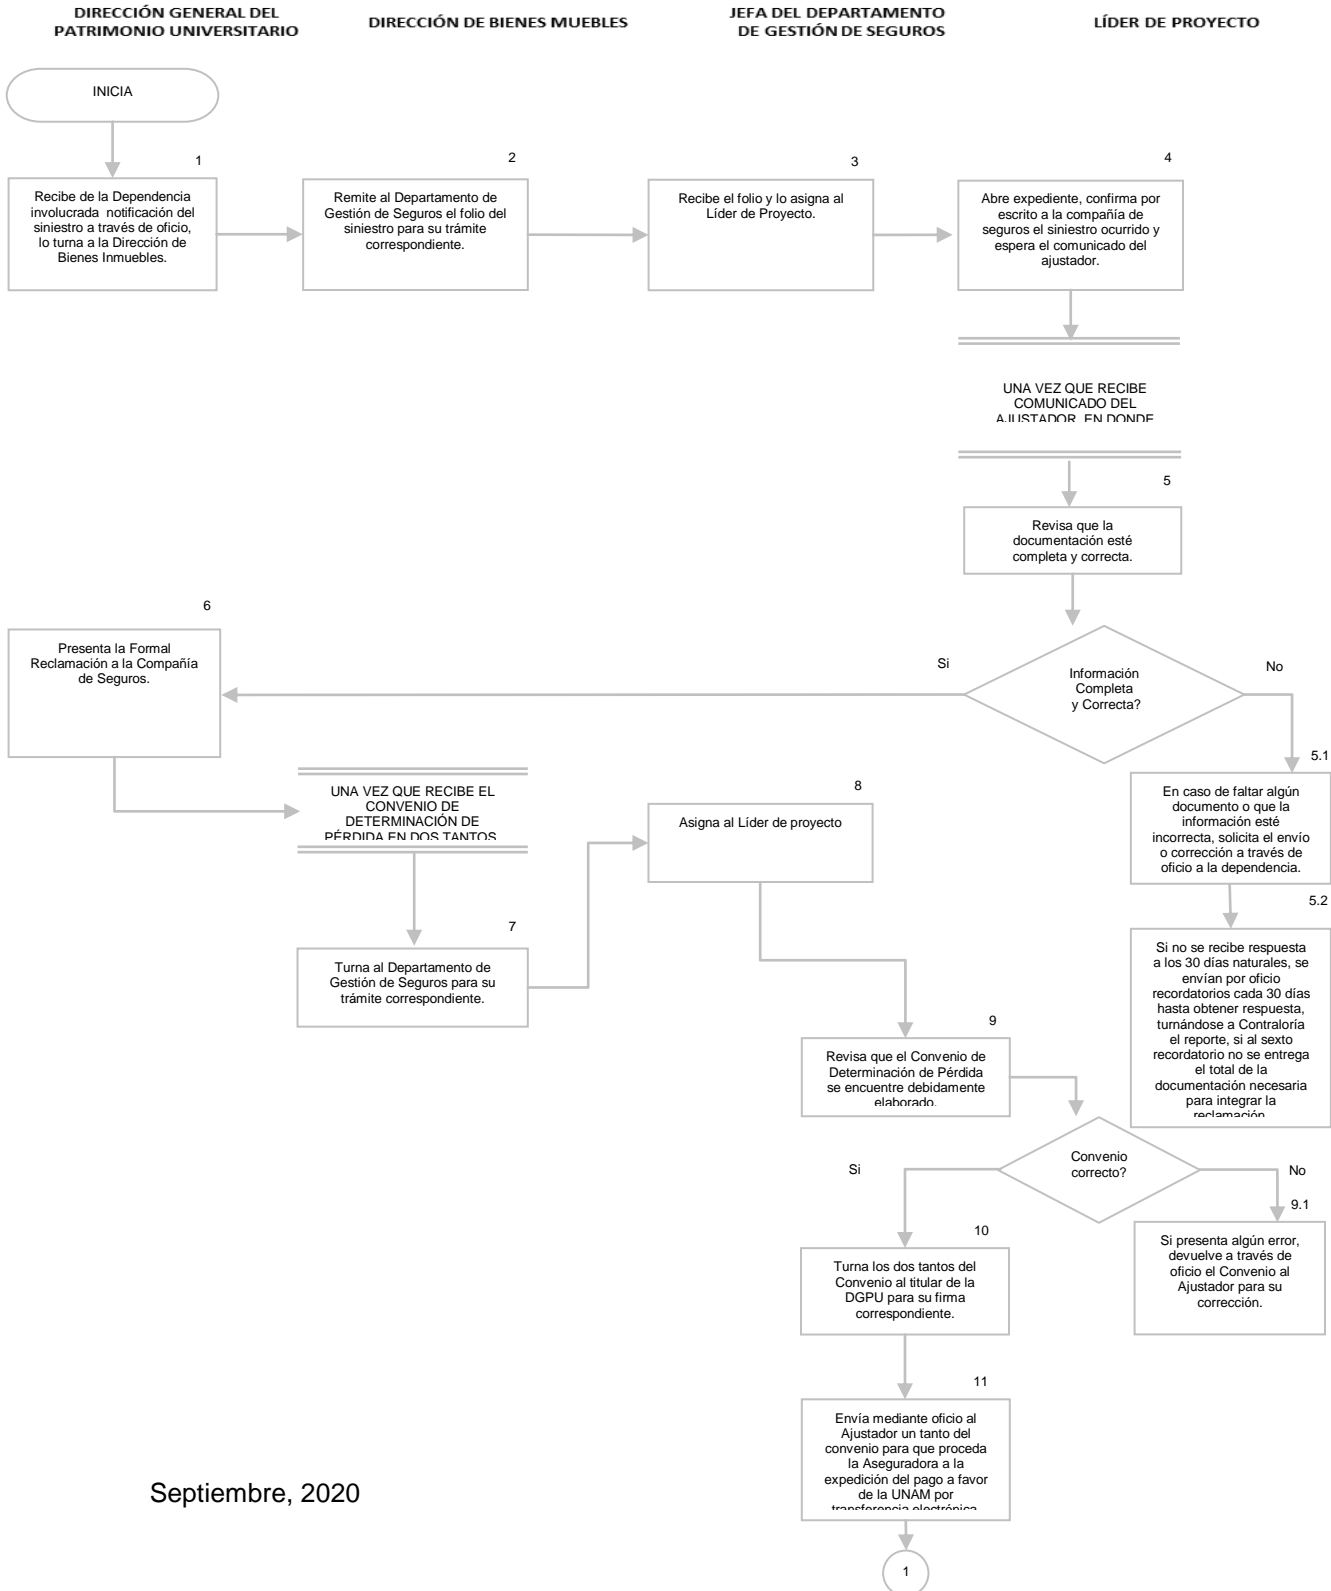 DIRECCIÓN GENERAL DEL
PATRIMONIO UNIVERSITARIO
DIRECCIÓN DE BIENES MUEBLES
JEFA DEL DEPARTAMENTO
DE GESTIÓN DE SEGUROS
LÍDER DE PROYECTO
INICIA
1
Recibe de la Dependencia
involucrada notificación del
siniestro a través de oficio,
lo turna a la Dirección de
Bienes Inmuebles.
2
Remite al Departamento de
Gestión de Seguros el folio del
siniestro para su trámite
correspondiente.
3
Recibe el folio y lo asigna al
Líder de Proyecto.
4
Abre expediente, confirma por
escrito a la compañía de
seguros el siniestro ocurrido y
espera el comunicado del
ajustador.
UNA VEZ QUE RECIBE
COMUNICADO DEL
AJUSTADOR, EN DONDE
5
Revisa que la
documentación esté
completa y correcta.
Información
Completa
y Correcta?
Si
No
6
Presenta la Formal
Reclamación a la Compañía
de Seguros.
5.1
En caso de faltar algún
documento o que la
información esté
incorrecta, solicita el envío
o corrección a través de
oficio a la dependencia.
5.2
Si no se recibe respuesta
a los 30 días naturales, se
envían por oficio
recordatorios cada 30 días
hasta obtener respuesta,
turnándose a Contraloría
el reporte, si al sexto
recordatorio no se entrega
el total de la
documentación necesaria
para integrar la
reclamación
UNA VEZ QUE RECIBE EL
CONVENIO DE
DETERMINACIÓN DE
PÉRDIDA EN DOS TANTOS
7
Turna al Departamento de
Gestión de Seguros para su
trámite correspondiente.
8
Asigna al Líder de proyecto
9
Revisa que el Convenio de
Determinación de Pérdida
se encuentre debidamente
elaborado.
Convenio
correcto?
Si
No
9.1
Si presenta algún error,
devuelve a través de
oficio el Convenio al
Ajustador para su
corrección.
10
Turna los dos tantos del
Convenio al titular de la
DGPU para su firma
correspondiente.
11
Envía mediante oficio al
Ajustador un tanto del
convenio para que proceda
la Aseguradora a la
expedición del pago a favor
de la UNAM por
transferencia electrónica
1
Septiembre, 2020